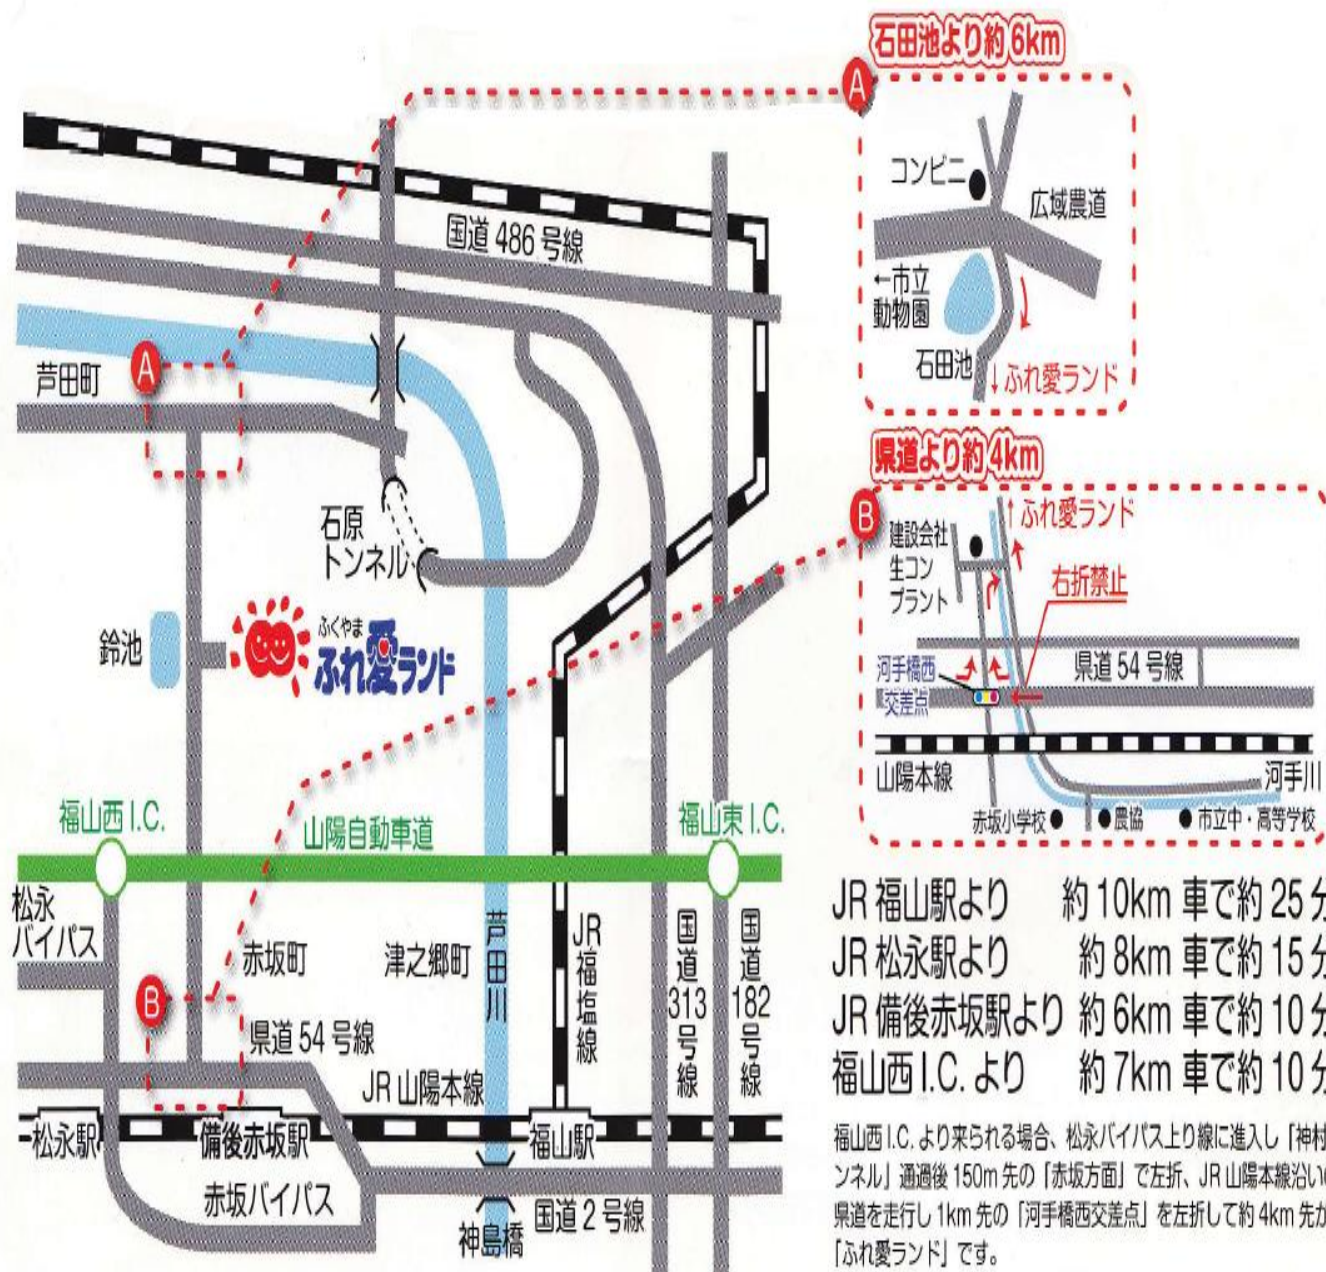 石田池より約6km
A
コンビニ
広域農道
←市立
動物園
石田池
↓ふれ愛ランド
国道486号線
芦田町
A
県道より約4km
B
↑ふれ愛ランド
建設会社
生コン
プラント
右折禁止
河手橋西
交差点
県道54号線
山陽本線
河手川
赤坂小学校
農協
市立中・高等学校
石原
トンネル
鈴池
ふくやま
ふれ愛ランド
福山西I.C.
山陽自動車道
福山東I.C.
松永
バイパス
赤坂町
津之郷町
芦田川
JR福塩線
国道313号線
国道182号線
B
県道54号線
JR山陽本線
松永駅
備後赤坂駅
福山駅
赤坂バイパス
神島橋
国道2号線
JR福山駅より 約10km 車で約25分
JR松永駅より 約8km 車で約15分
JR備後赤坂駅より 約6km 車で約10分
福山西I.C.より 約7km 車で約10分
福山西I.C.より来られる場合、松永バイパス上り線に進入し「神村
ンネル」通過後150m先の「赤坂方面」で左折、JR山陽本線沿い
県道を走行し1km先の「河手橋西交差点」を左折して約4km先が
「ふれ愛ランド」です。